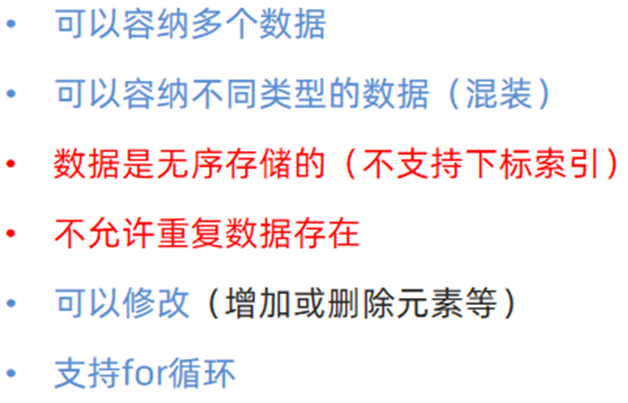 • 可以容纳多个数据
• 可以容纳不同类型的数据（混装）
• 数据是无序存储的（不支持下标索引）
• 不允许重复数据存在
• 可以修改（增加或删除元素等）
• 支持for循环